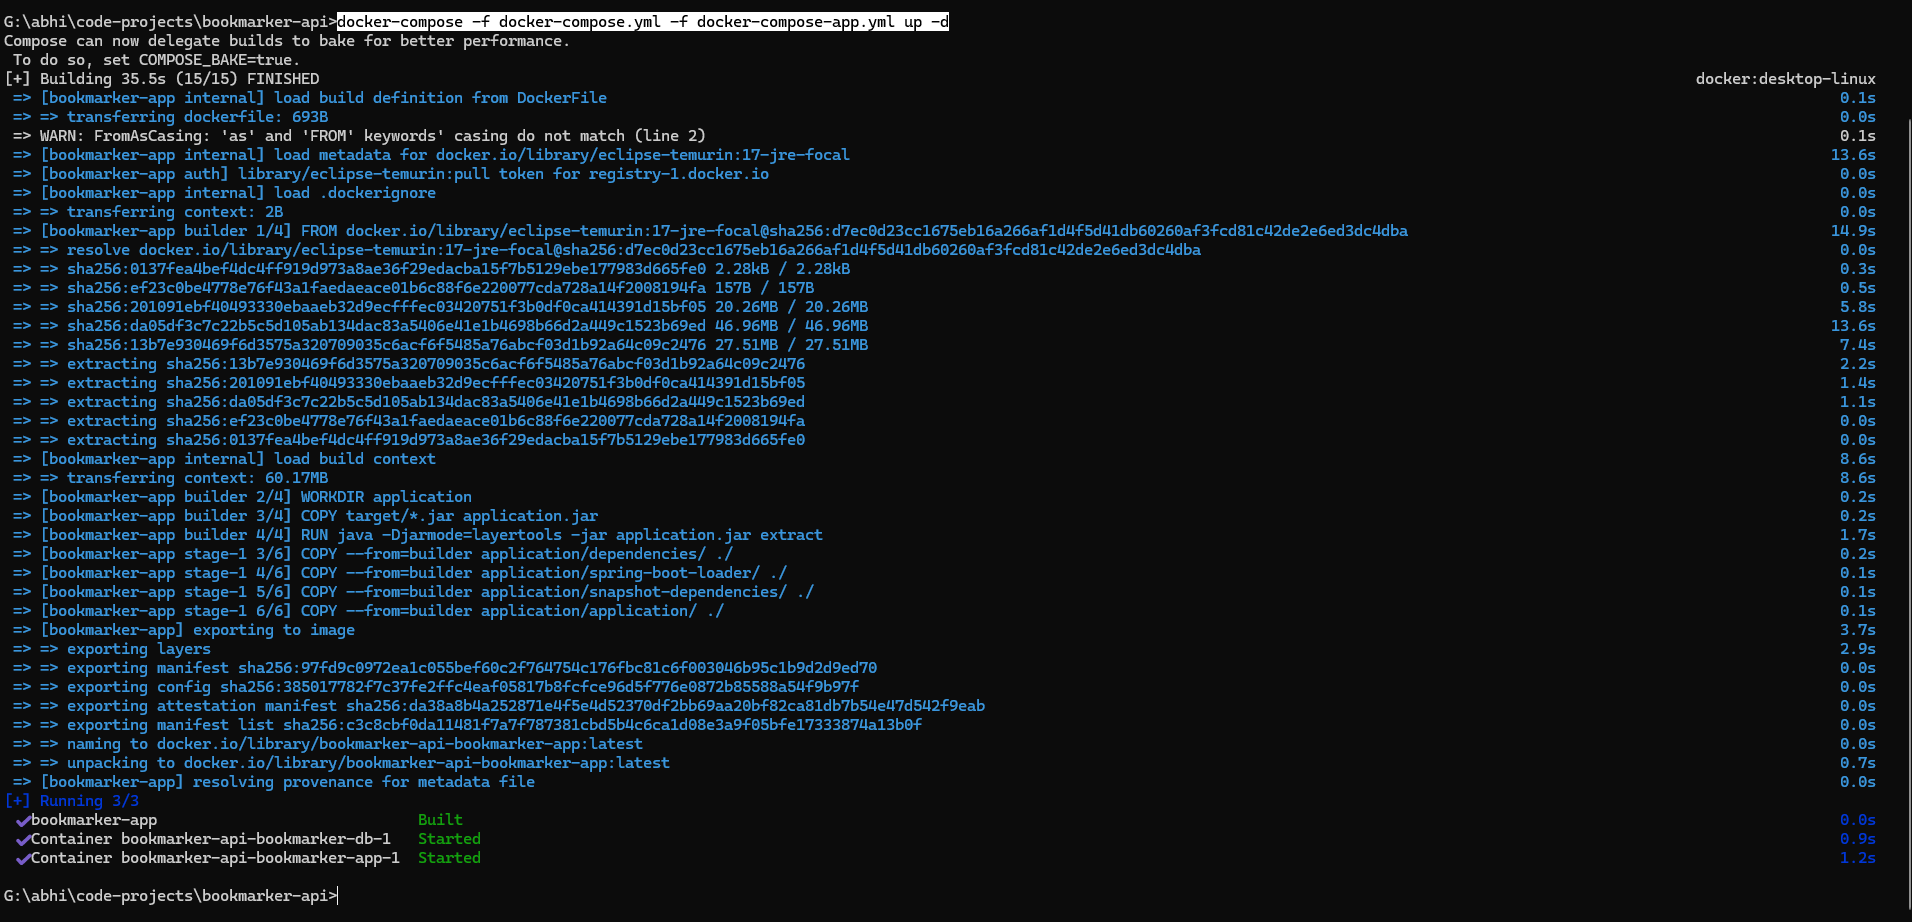 G:\abhi\code-projects\bookmarker-api>docker-compose -f docker-compose.yml -f docker-compose-app.yml up -d
Compose can now delegate builds to bake for better performance.
 To do so, set COMPOSE_BAKE=true.
[+] Building 35.5s (15/15) FINISHED docker:desktop-linux
 => [bookmarker-app internal] load build definition from DockerFile 0.1s
 => => transferring dockerfile: 693B 0.0s
 => WARN: FromAsCasing: 'as' and 'FROM' keywords' casing do not match (line 2) 0.1s
 => [bookmarker-app internal] load metadata for docker.io/library/eclipse-temurin:17-jre-focal 13.6s
 => [bookmarker-app auth] library/eclipse-temurin:pull token for registry-1.docker.io 0.0s
 => [bookmarker-app internal] load .dockerignore 0.0s
 => => transferring context: 2B 0.0s
 => [bookmarker-app builder 1/4] FROM docker.io/library/eclipse-temurin:17-jre-focal@sha256:d7ec0d23cc1675eb16a266af1d4f5d41db60260af3fcd81c42de2e6ed3dc4dba 14.9s
 => => resolve docker.io/library/eclipse-temurin:17-jre-focal@sha256:d7ec0d23cc1675eb16a266af1d4f5d41db60260af3fcd81c42de2e6ed3dc4dba 0.0s
 => => sha256:0137fea4bef4dc4ff919d973a8ae36f29edacba15f7b5129ebe177983d665fe0 2.28kB / 2.28kB 0.3s
 => => sha256:ef23c0be4778e76f43a1faedaeace01b6c88f6e220077cda728a14f2008194fa 157B / 157B 0.5s
 => => sha256:201091ebf40493330ebaaeb32d9ecfffec03420751f3b0df0ca414391d15bf05 20.26MB / 20.26MB 5.8s
 => => sha256:da05df3c7c22b5c5d105ab134dac83a5406e41e1b4698b66d2a449c1523b69ed 46.96MB / 46.96MB 13.6s
 => => sha256:13b7e930469f6d3575a320709035c6acf6f5485a76abcf03d1b92a64c09c2476 27.51MB / 27.51MB 7.4s
 => => extracting sha256:13b7e930469f6d3575a320709035c6acf6f5485a76abcf03d1b92a64c09c2476 2.2s
 => => extracting sha256:201091ebf40493330ebaaeb32d9ecfffec03420751f3b0df0ca414391d15bf05 1.4s
 => => extracting sha256:da05df3c7c22b5c5d105ab134dac83a5406e41e1b4698b66d2a449c1523b69ed 1.1s
 => => extracting sha256:ef23c0be4778e76f43a1faedaeace01b6c88f6e220077cda728a14f2008194fa 0.0s
 => => extracting sha256:0137fea4bef4dc4ff919d973a8ae36f29edacba15f7b5129ebe177983d665fe0 0.0s
 => [bookmarker-app internal] load build context 8.6s
 => => transferring context: 60.17MB 8.6s
 => [bookmarker-app builder 2/4] WORKDIR application 0.2s
 => [bookmarker-app builder 3/4] COPY target/*.jar application.jar 0.2s
 => [bookmarker-app builder 4/4] RUN java -Djarmode=layertools -jar application.jar extract 1.7s
 => [bookmarker-app stage-1 3/6] COPY --from=builder application/dependencies/ ./ 0.2s
 => [bookmarker-app stage-1 4/6] COPY --from=builder application/spring-boot-loader/ ./ 0.1s
 => [bookmarker-app stage-1 5/6] COPY --from=builder application/snapshot-dependencies/ ./ 0.1s
 => [bookmarker-app stage-1 6/6] COPY --from=builder application/application/ ./ 0.1s
 => [bookmarker-app] exporting to image 3.7s
 => => exporting layers 2.9s
 => => exporting manifest sha256:97fd9c0972ea1c055bef60c2f764754c176fbc81c6f003046b95c1b9d2d9ed70 0.0s
 => => exporting config sha256:385017782f7c37fe2ffc4eaf05817b8fcfce96d5f776e0872b85588a54f9b97f 0.0s
 => => exporting attestation manifest sha256:da38a8b4a252871e4f5e4d52370df2bb69aa20bf82ca81db7b54e47d542f9eab 0.0s
 => => exporting manifest list sha256:c3c8cbf0da11481f7a7f787381cbd5b4c6ca1d08e3a9f05bfe17333874a13b0f 0.0s
 => => naming to docker.io/library/bookmarker-api-bookmarker-app:latest 0.0s
 => => unpacking to docker.io/library/bookmarker-api-bookmarker-app:latest 0.7s
 => [bookmarker-app] resolving provenance for metadata file 0.0s
[+] Running 3/3
 ✔bookmarker-app Built 0.0s
 ✔Container bookmarker-api-bookmarker-db-1 Started 0.9s
 ✔Container bookmarker-api-bookmarker-app-1 Started 1.2s
G:\abhi\code-projects\bookmarker-api>